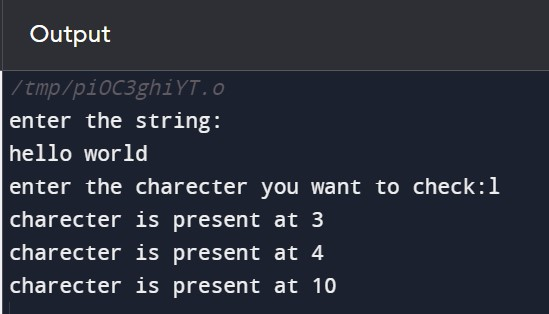 Output
/tmp/piOC3ghiYT.o
enter the string:
hello world
enter the charecter you want to check:l
charecter is present at 3
charecter is present at 4
charecter is present at 10